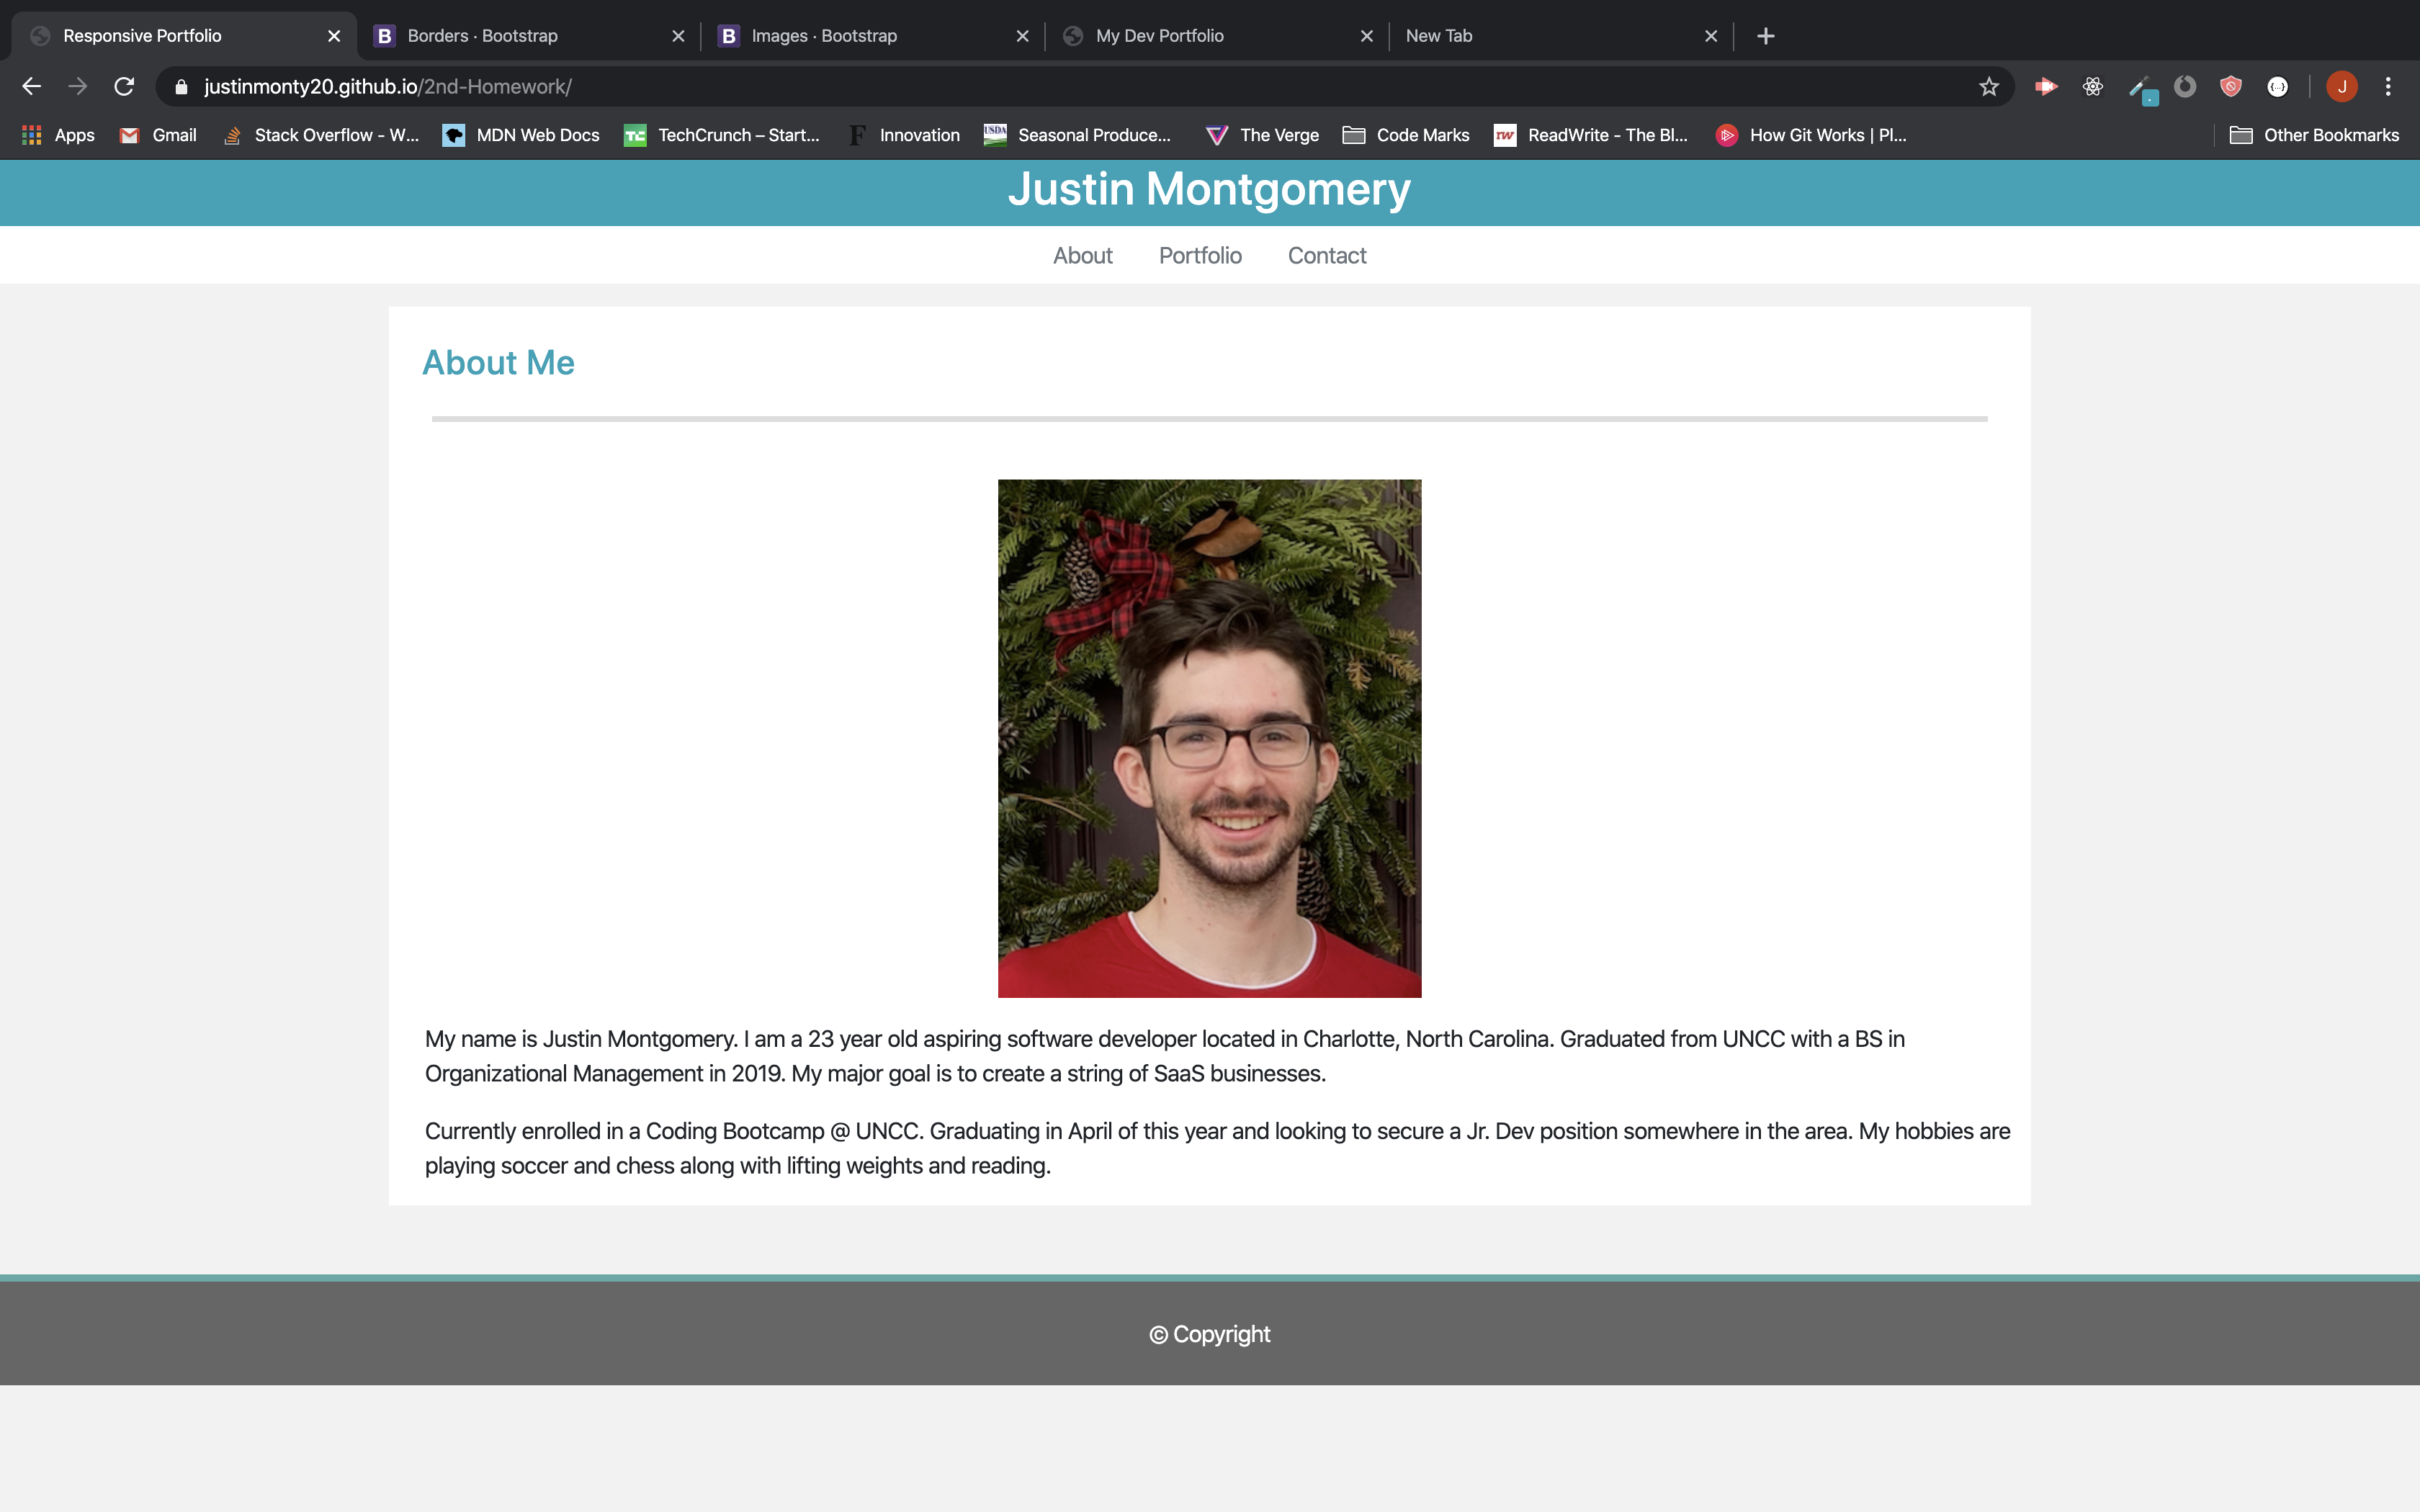 Responsive Portfolio
Borders · Bootstrap
Images · Bootstrap
My Dev Portfolio
New Tab
justinmonty20.github.io/2nd-Homework/
J
Apps
Gmail
Stack Overflow - W...
MDN Web Docs
TechCrunch – Start...
Innovation
Seasonal Produce...
The Verge
Code Marks
ReadWrite - The Bl...
How Git Works | Pl...
Other Bookmarks
Justin Montgomery
About
Portfolio
Contact
About Me
My name is Justin Montgomery. I am a 23 year old aspiring software developer located in Charlotte, North Carolina. Graduated from UNCC with a BS in
Organizational Management in 2019. My major goal is to create a string of SaaS businesses.
Currently enrolled in a Coding Bootcamp @ UNCC. Graduating in April of this year and looking to secure a Jr. Dev position somewhere in the area. My hobbies are
playing soccer and chess along with lifting weights and reading.
© Copyright